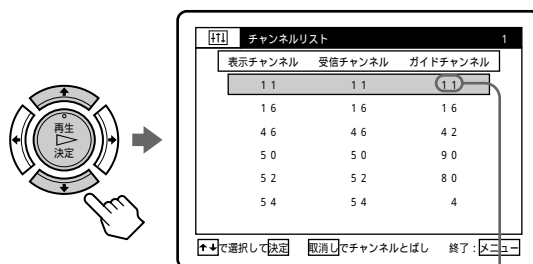 チャンネルリスト 1
表示チャンネル 受信チャンネル ガイドチャンネル
11 11 11
16 16 16
46 46 42
50 50 90
52 52 80
54 54 4
↑↓で選択して決定 取消しでチャンネルとばし 終了：メニュー
再生
決定